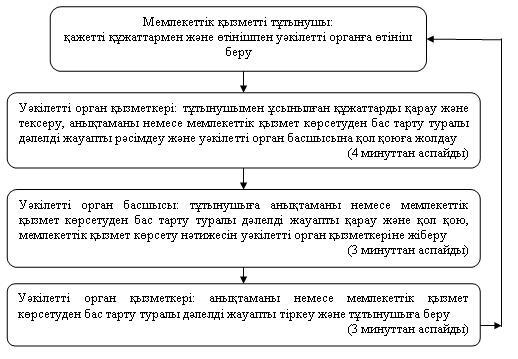 Мемпекеттік қызметті тұтынушы:
қажетті құжаттармен және өтінішпен уәкілетті органға өтініш
беру
Уәкілетті орган қызметкері: тұтынушымен ұсынылған құжаттарды қарау және
тексеру, анықтаманы немесе мемлекеттік қызмет көрсетуден бас тарту туралы
дәлелді жауапты рәсімдеу және уәкілетті орган басшысына қол қоюға жолдау
(4 минуттан аспайды)
Уәкілетті орган басшысы: тұтынушыға анықтаманы немесе мемлекеттік
қызмет көрсетуден бас тарту туралы дәлелді жауапты қарау және қол қою,
мемлекеттік қызмет көрсету нәтижесін уәкілетті орган қызметкеріне жіберу
(3 минуттан аспайды)
Уәкілетті орган қызметкері: анықтаманы немесе мемлекеттік қызмет
көрсетуден бас тарту туралы дәлелді жауапты тіркеу және тұтынушыға беру
(3 минуттан аспайды)